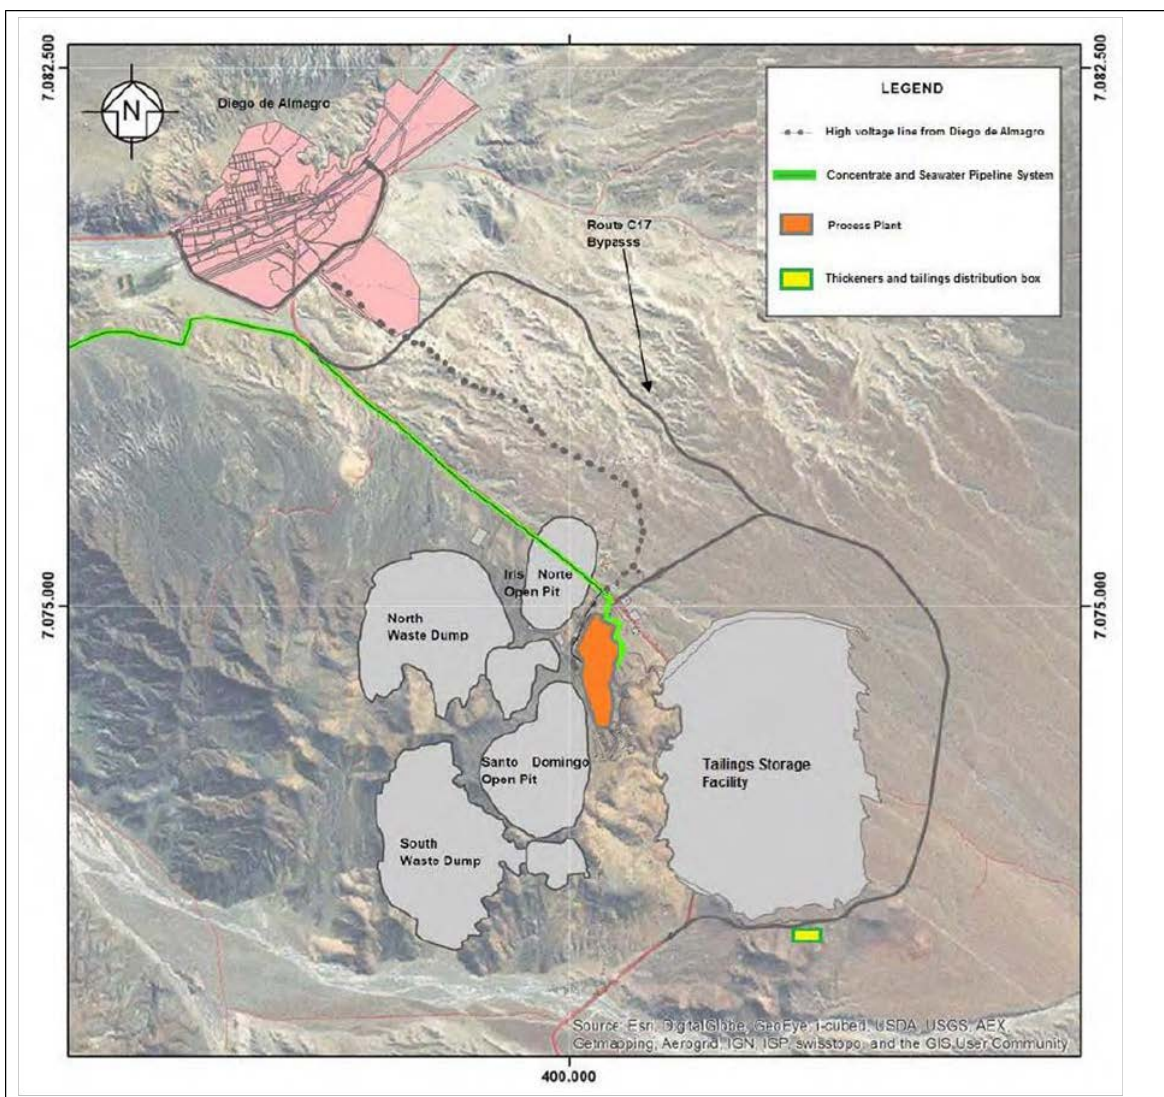 7.082.500
7.082.500
N
Diego de Almagro
LEGEND
High voltage line from Diego de Almagro
Concentrate and Seawater Pipeline System
Process Plant
Thickeners and tailings distribution box
Route C17
Bypasss
7.075.000
7.075.000
Iris Norte
Open Pit
North
Waste Dump
Santo Domingo
Open Pit
Tailings Storage
Facility
South
Waste Dump
Source: Esri, DigitalGlobe, GeoEye, i-cubed, USDA, USGS, AEX,
Getmapping, Aerogrid, IGN, IGP, swisstopo, and the GIS User Community
400.000